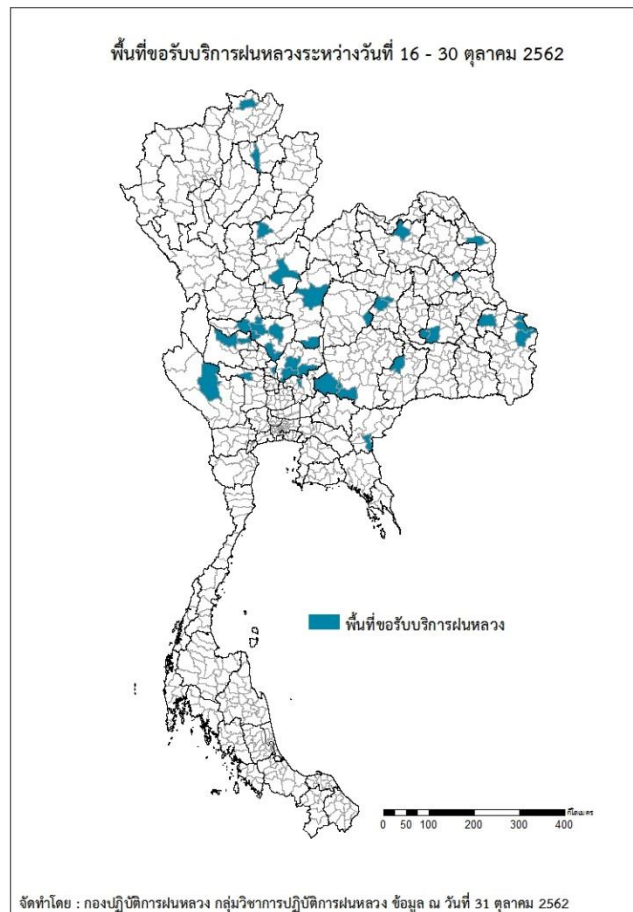 พื้นที่ขอรับบริการฝนหลวงระหว่างวันที่ 16 - 30 ตุลาคม 2562
พื้นที่ขอรับบริการฝนหลวง
กิโลเมตร
0 50 100 200 300 400
จัดทำโดย : กองปฏิบัติการฝนหลวง กลุ่มวิชาการปฏิบัติการฝนหลวง ข้อมูล ณ วันที่ 31 ตุลาคม 2562